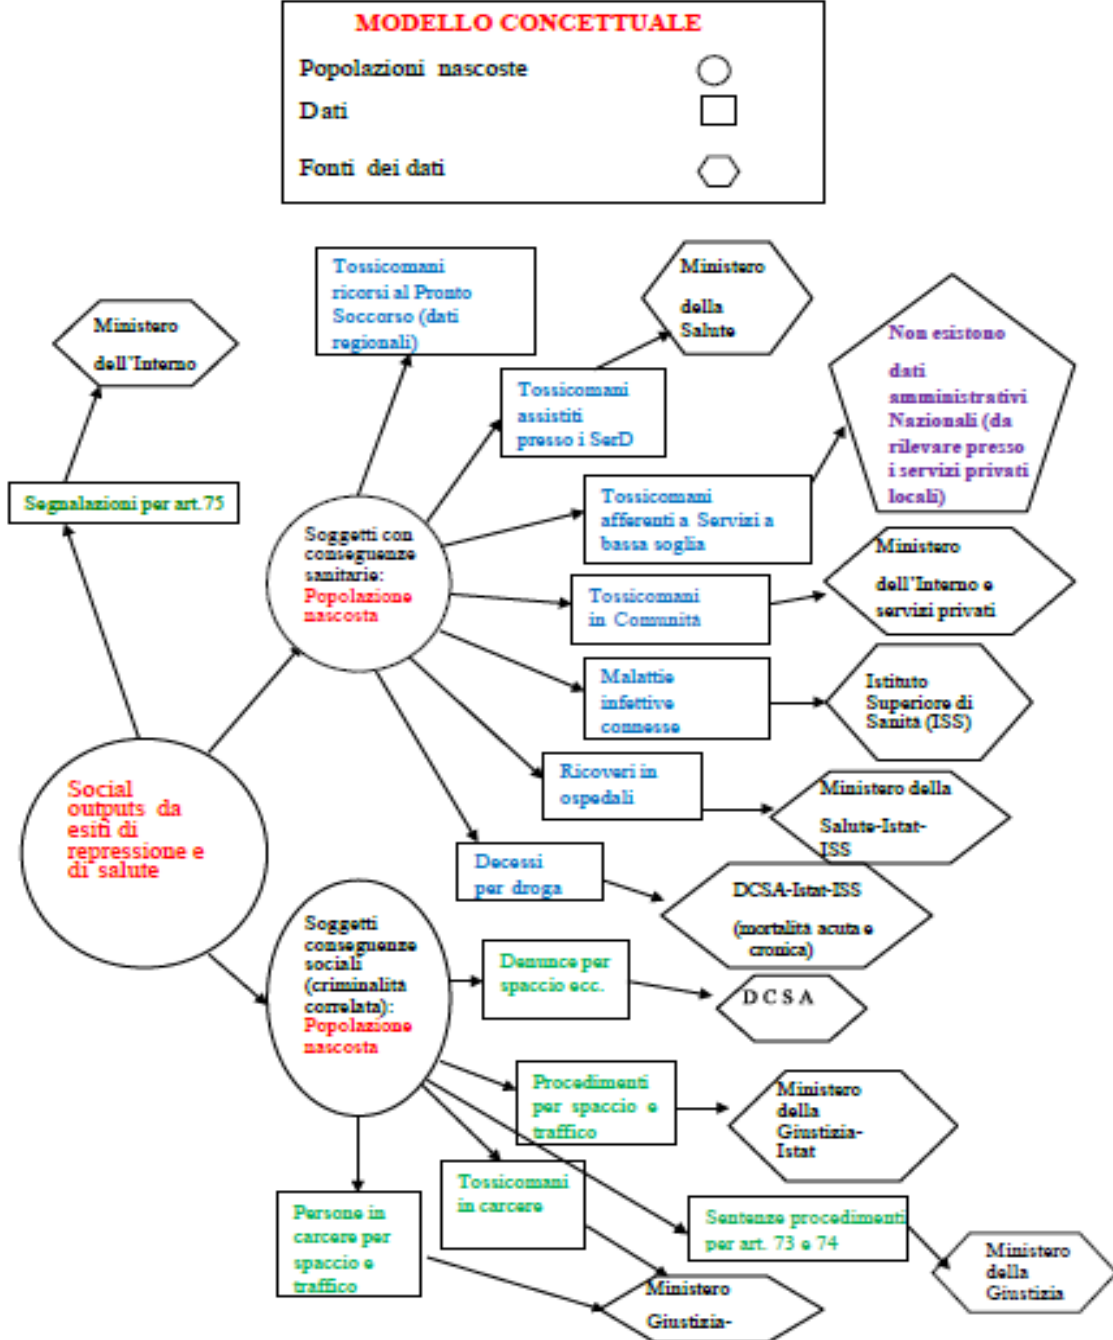 MODELLO CONCETTUALE
Popolazioni nascoste
Dati
Fonti dei dati
Tossicomani
ricorsi al Pronto
Soccorso (dati
regionali)
Ministero
della
Salute
Ministero
dell'Interno
Non esistono
dati
amministrativi
Nazionali (da
rilevare presso
i servizi privati
locali)
Tossicomani
assistiti
presso i SerD
Segnalazioni per art.75
Tossicomani
afferenti a Servizi a
bassa soglia
Soggetti con
conseguenze
sanitarie:
Popolazione
nascosta
Ministero
dell'Interno e
servizi privati
Tossicomani
in Comunità
Malattie
infettive
connesse
Istituto
Superiore di
Sanità (ISS)
Ricoveri in
ospedali
Ministero della
Salute-Istat-
ISS
Social
outputs da
esiti di
repressione e
di salute
Decessi
per droga
DCSA-Istat-ISS
(mortalità acuta e
cronica)
Soggetti
conseguenze
sociali
(criminalità
correlata):
Popolazione
nascosta
Denunce per
spaccio ecc.
D C S A
Procedimenti
per spaccio e
traffico
Ministero
della
Giustizia-
Istat
Tossicomani
in carcere
Persone in
carcere per
spaccio e
traffico
Sentenze procedimenti
per art. 73 e 74
Ministero
della
Giustizia
Ministero
Giustizia-